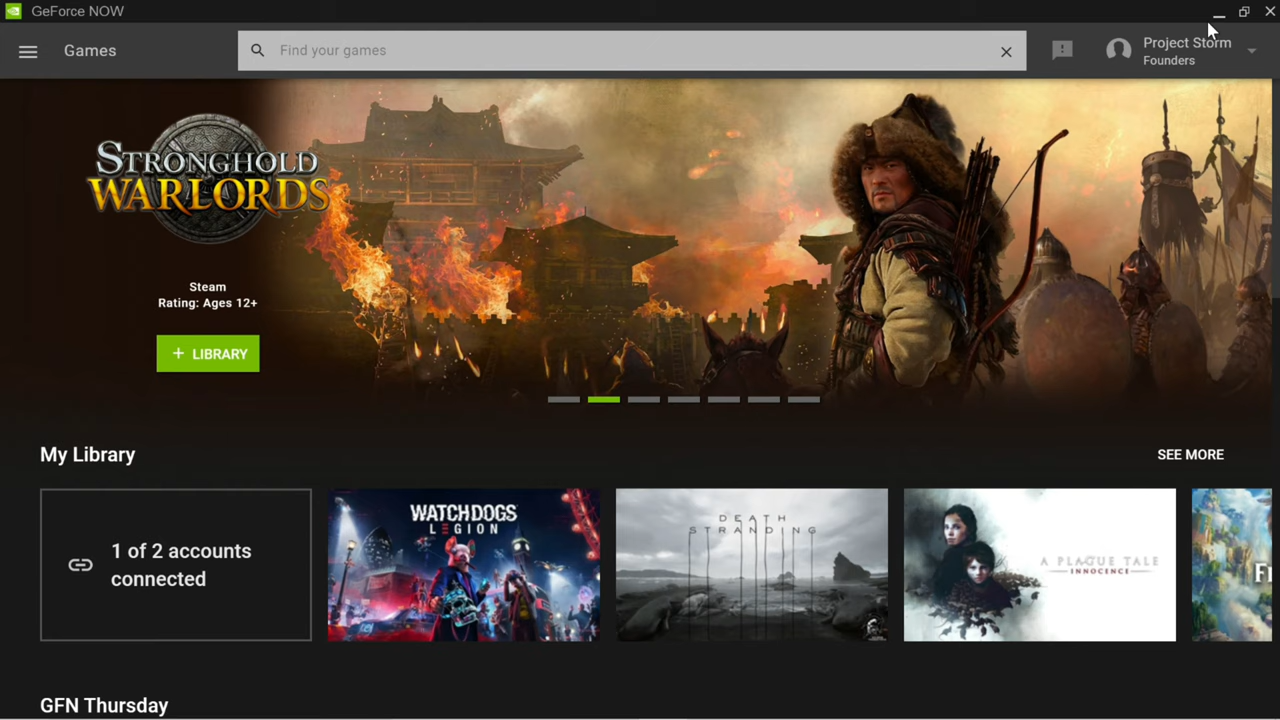 GeForce NOW
Games
Find your games
Project Storm
Founders
STRONGHOLD
WARLORDS
Steam
Rating: Ages 12+
+ LIBRARY
My Library
SEE MORE
1 of 2 accounts
connected
WATCH DOGS
LEGION
DEATH
STRANDING
A PLAGUE TALE
INNOCENCE
GFN Thursday